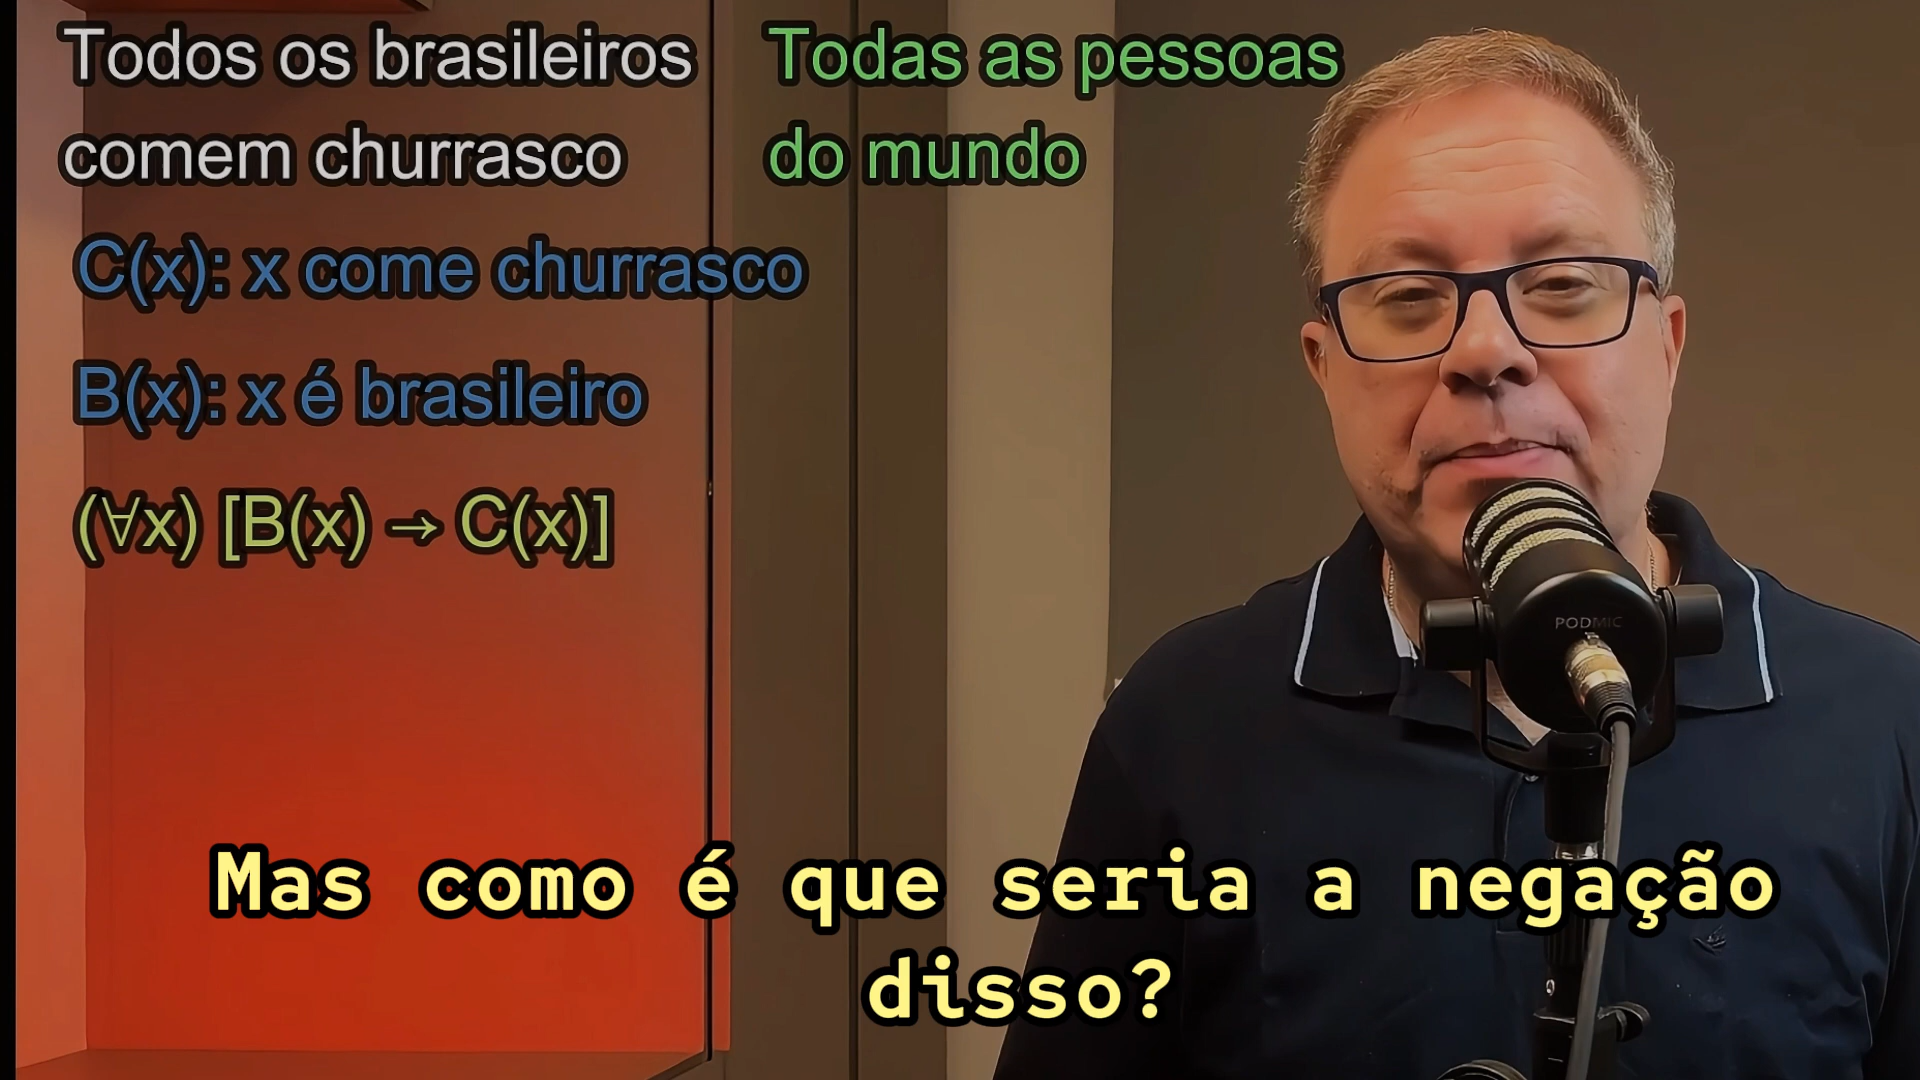 Todos os brasileiros
comem churrasco
Todas as pessoas
do mundo
C(x): x come churrasco
B(x): x é brasileiro
(∀x) [B(x) → C(x)]
PODMIC
Mas como é que seria a negação
disso?